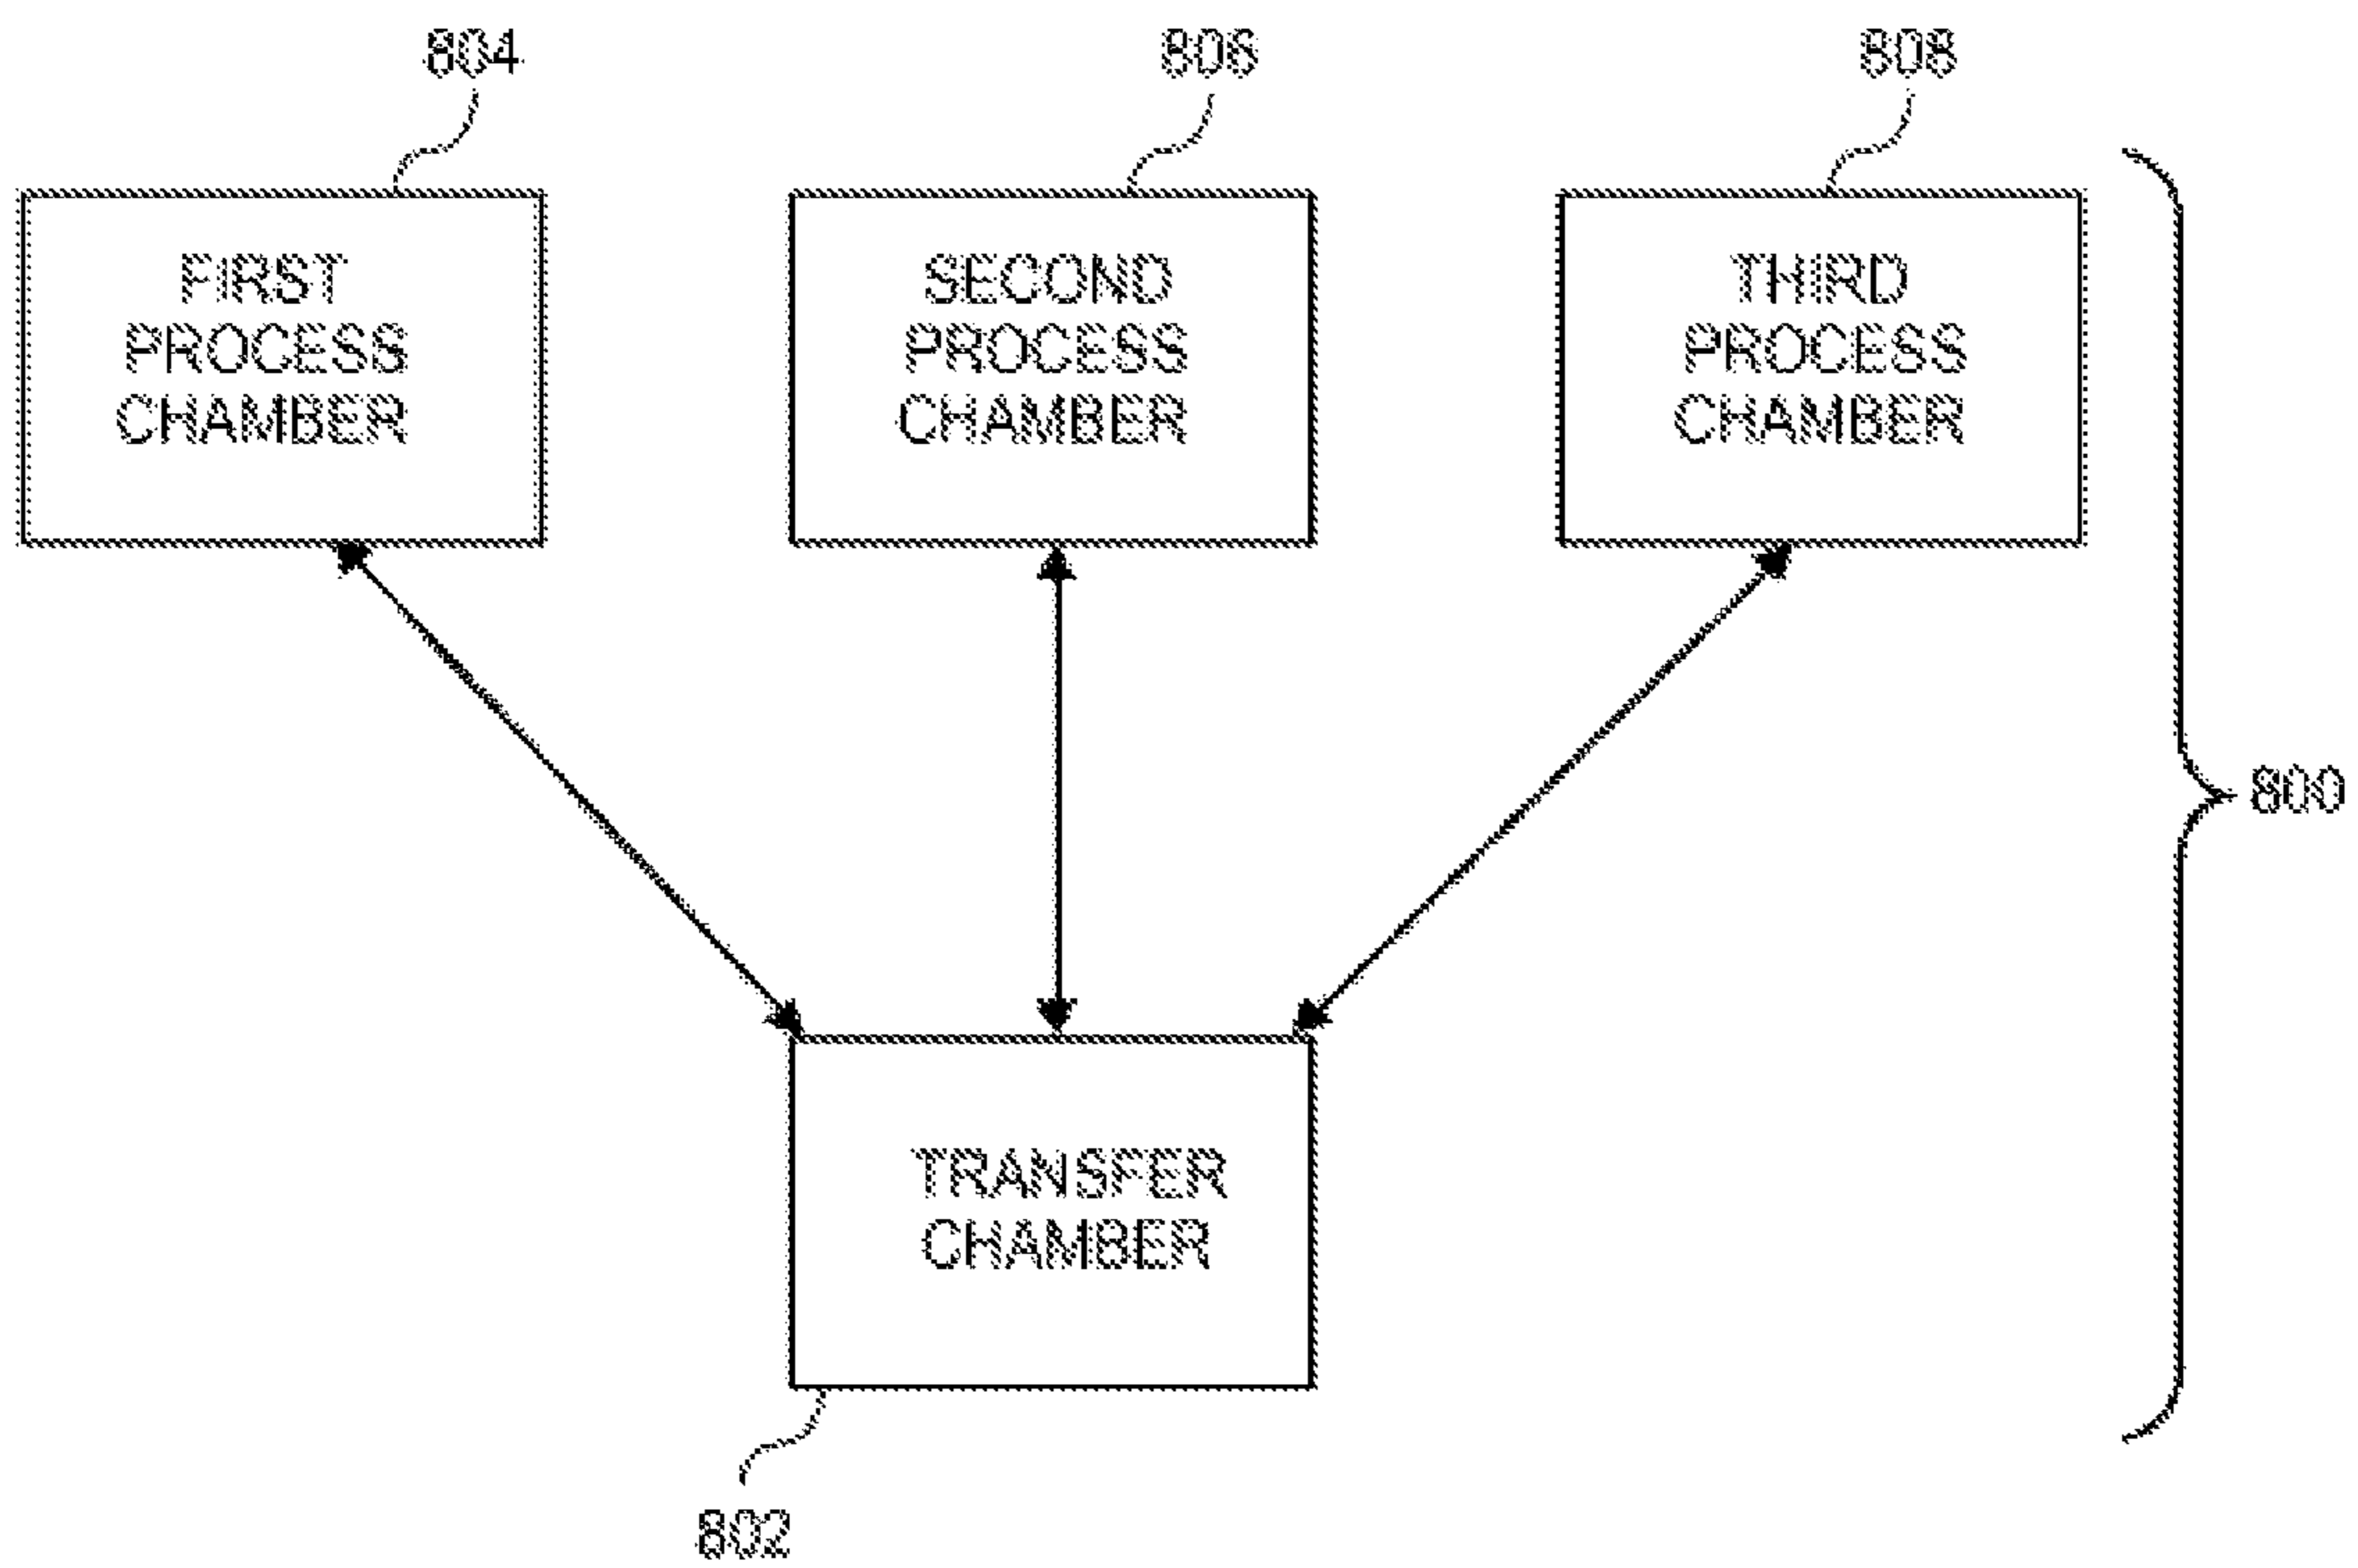 804
806
808
FIRST
PROCESS
CHAMBER
SECOND
PROCESS
CHAMBER
THIRD
PROCESS
CHAMBER
800
TRANSFER
CHAMBER
802